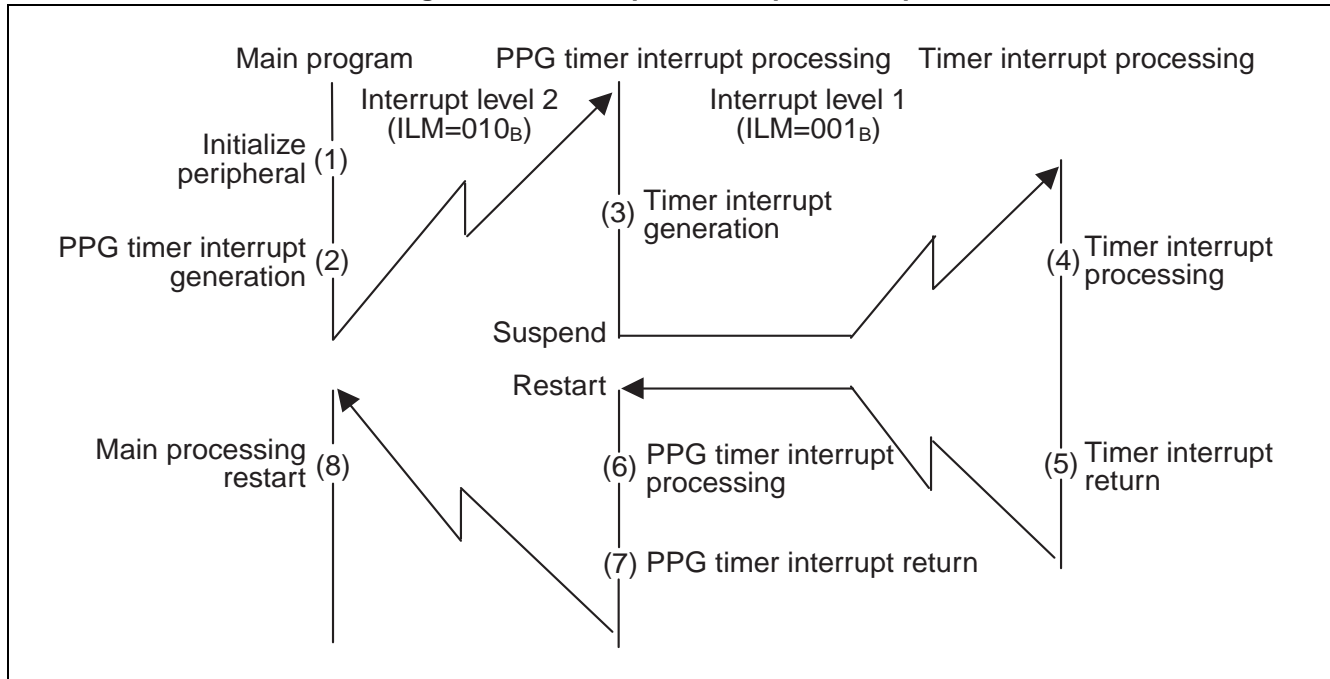 Main program
PPG timer interrupt processing
Timer interrupt processing
Interrupt level 2
(ILM=010B)
Interrupt level 1
(ILM=001B)
Initialize
peripheral
(1)
PPG timer interrupt
generation
(2)
(3)
Timer interrupt
generation
(4)
Timer interrupt
processing
Suspend
Restart
Main processing
restart
(8)
(6)
PPG timer interrupt
processing
(5)
Timer interrupt
return
(7) PPG timer interrupt return